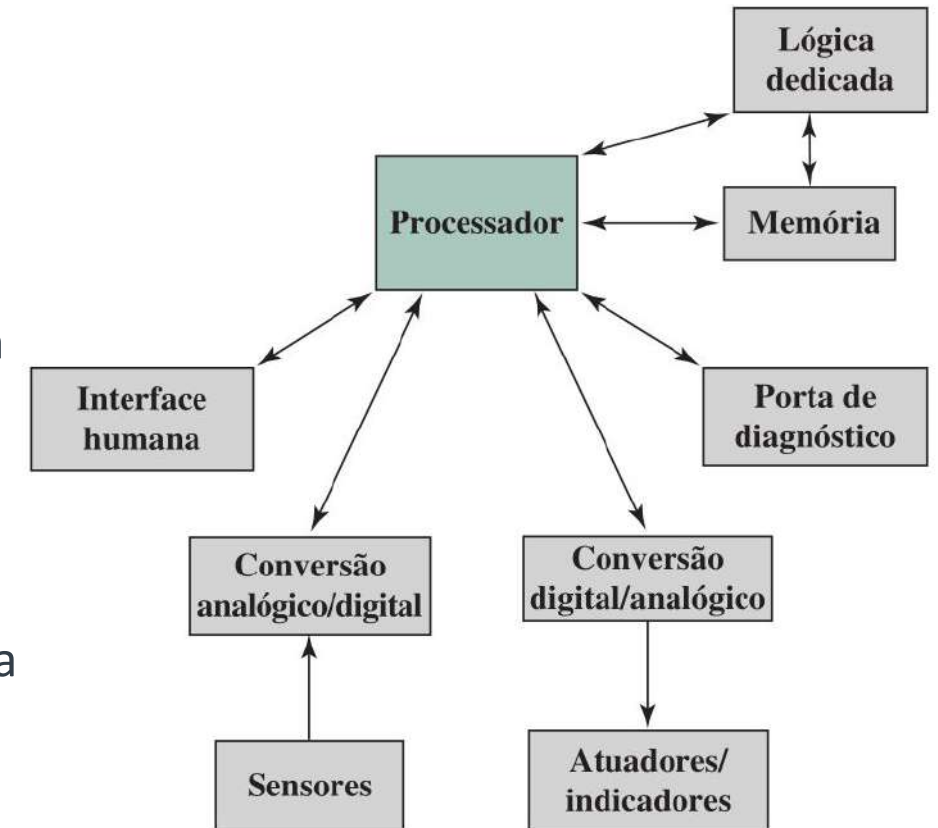 Lógica
dedicada
Processador
Memória
Interface
humana
Porta de
diagnóstico
Conversão
analógico/digital
Conversão
digital/analógico
a
Sensores
Atuadores/
indicadores